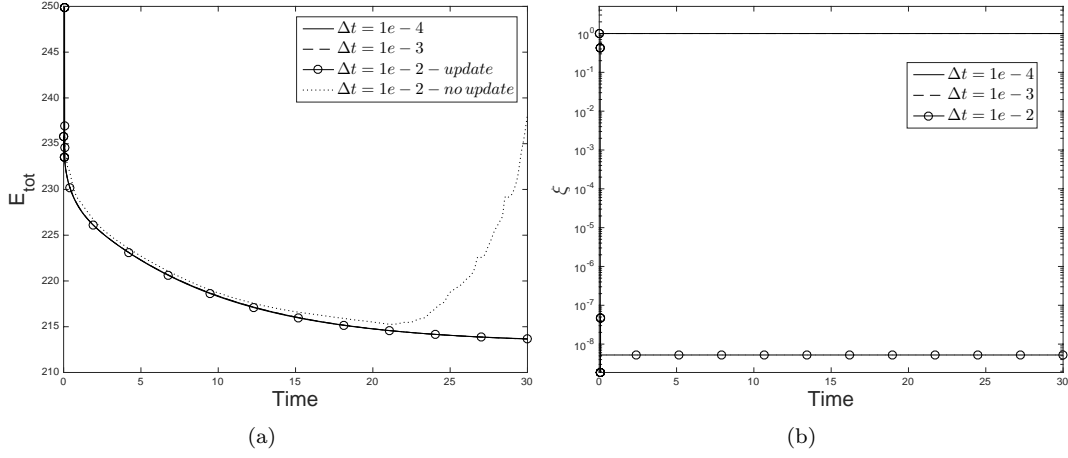 250
245
240
235
230
225
220
215
210
E_tot
0 5 10 15 20 25 30
Time
Δt = 1e − 4
Δt = 1e − 3
Δt = 1e − 2 − update
Δt = 1e − 2 − no update
(a)
10^0
10^-1
10^-2
10^-3
10^-4
10^-5
10^-6
10^-7
10^-8
ξ
0 5 10 15 20 25 30
Time
Δt = 1e − 4
Δt = 1e − 3
Δt = 1e − 2
(b)